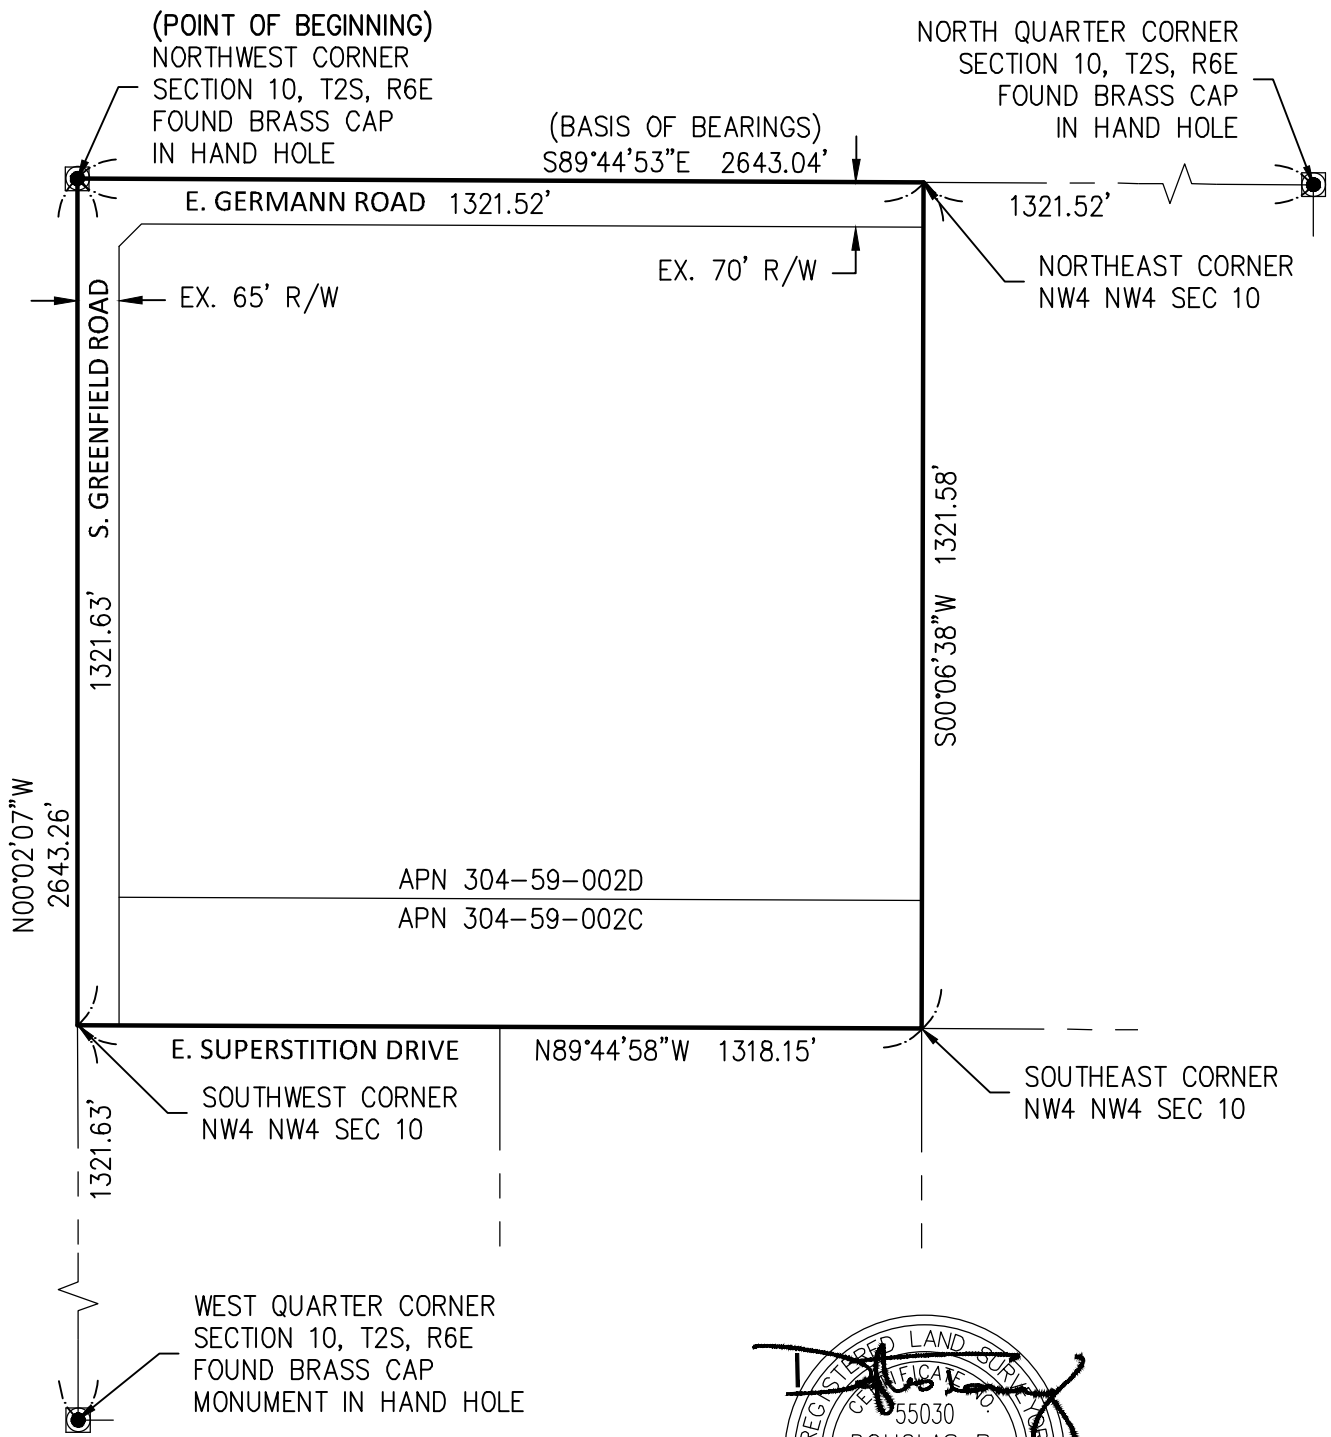 (POINT OF BEGINNING)
NORTHWEST CORNER
SECTION 10, T2S, R6E
FOUND BRASS CAP
IN HAND HOLE
NORTH QUARTER CORNER
SECTION 10, T2S, R6E
FOUND BRASS CAP
IN HAND HOLE
(BASIS OF BEARINGS)
S89°44'53"E 2643.04'
E. GERMANN ROAD 1321.52'
1321.52'
EX. 70' R/W
NORTHEAST CORNER
NW4 NW4 SEC 10
EX. 65' R/W
S. GREENFIELD ROAD
1321.63'
S00°06'38"W 1321.58'
N00°02'07"W
2643.26'
APN 304-59-002D
APN 304-59-002C
E. SUPERSTITION DRIVE
N89°44'58"W 1318.15'
SOUTHWEST CORNER
NW4 NW4 SEC 10
SOUTHEAST CORNER
NW4 NW4 SEC 10
1321.63'
WEST QUARTER CORNER
SECTION 10, T2S, R6E
FOUND BRASS CAP
MONUMENT IN HAND HOLE
REGISTERED LAND SURVEYOR
CERTIFICATE NO.
55030